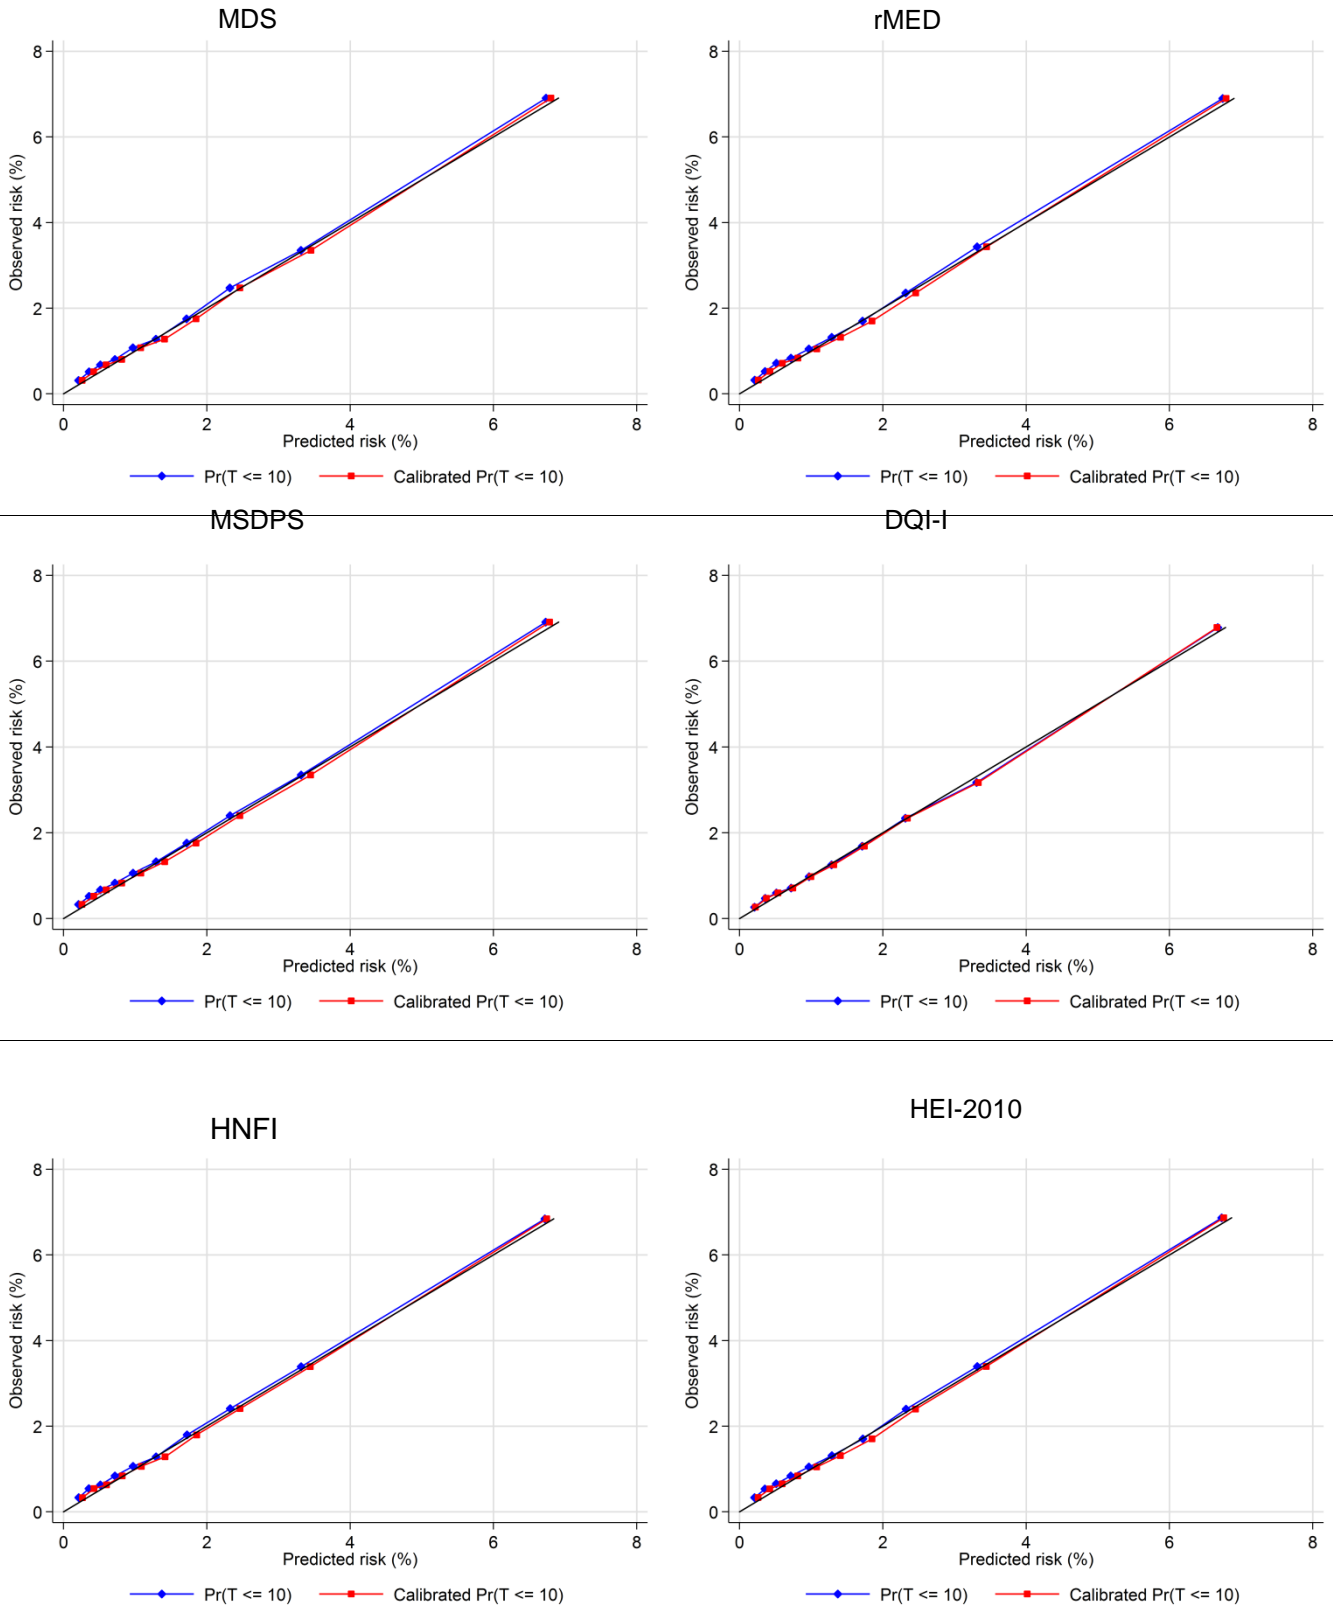 MDS
rMED
8
6
4
2
0
Observed risk (%)
0 2 4 6 8
Predicted risk (%)
Pr(T <= 10) Calibrated Pr(T <= 10)
8
6
4
2
0
Observed risk (%)
0 2 4 6 8
Predicted risk (%)
Pr(T <= 10) Calibrated Pr(T <= 10)
MSDPS
DQI-I
8
6
4
2
0
Observed risk (%)
0 2 4 6 8
Predicted risk (%)
Pr(T <= 10) Calibrated Pr(T <= 10)
8
6
4
2
0
Observed risk (%)
0 2 4 6 8
Predicted risk (%)
Pr(T <= 10) Calibrated Pr(T <= 10)
HNFI
HEI-2010
8
6
4
2
0
Observed risk (%)
0 2 4 6 8
Predicted risk (%)
Pr(T <= 10) Calibrated Pr(T <= 10)
8
6
4
2
0
Observed risk (%)
0 2 4 6 8
Predicted risk (%)
Pr(T <= 10) Calibrated Pr(T <= 10)